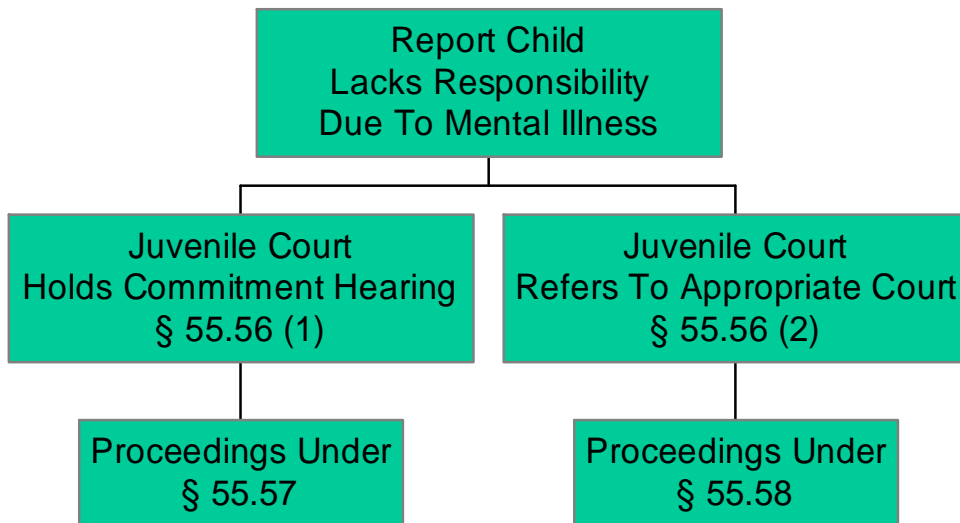 Report Child
Lacks Responsibility
Due To Mental Illness
Juvenile Court
Holds Commitment Hearing
§ 55.56 (1)
Juvenile Court
Refers To Appropriate Court
§ 55.56 (2)
Proceedings Under
§ 55.57
Proceedings Under
§ 55.58